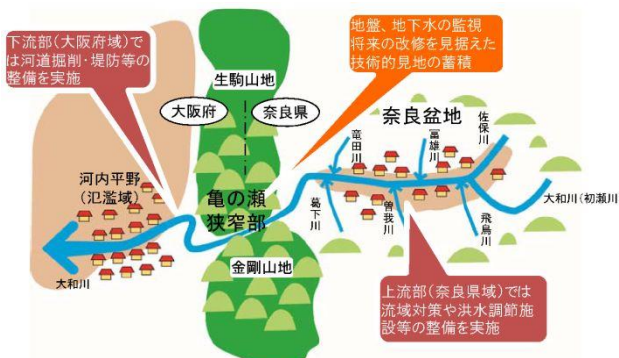 下流部(大阪府域)で
は河道掘削・堤防等の
整備を実施
地盤、地下水の監視
将来の改修を見据えた
技術的見地の蓄積
生駒山地
大阪府
奈良県
奈良盆地
佐保川
富雄川
竜田川
河内平野
(氾濫域)
亀の瀬
狭窄部
葛下川
曽我川
飛鳥川
大和川(初瀬川)
金剛山地
大和川
上流部(奈良県域)では
流域対策や洪水調節施
設等の整備を実施